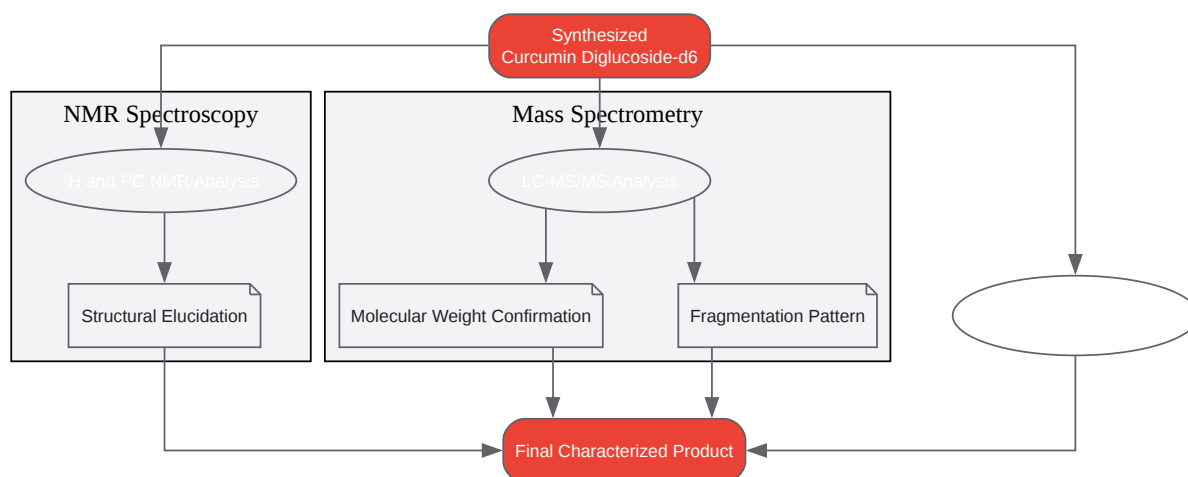 Synthesized
Curcumin Diglucoside-d6
NMR Spectroscopy
Mass Spectrometry
¹H and ¹³C NMR Analysis
LC-MS/MS Analysis
Structural Elucidation
Molecular Weight Confirmation
Fragmentation Pattern
Final Characterized Product